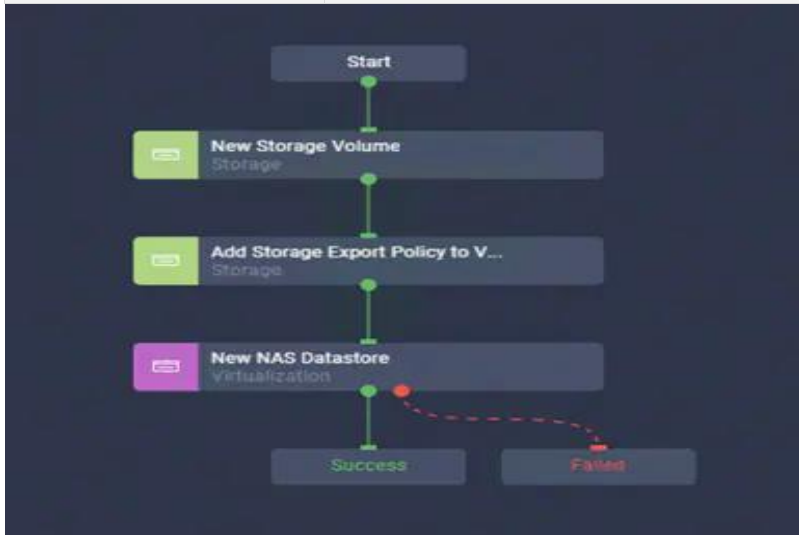 Start
New Storage Volume
Storage
Add Storage Export Policy to V...
Storage
New NAS Datastore
Virtualization
Success
Failed